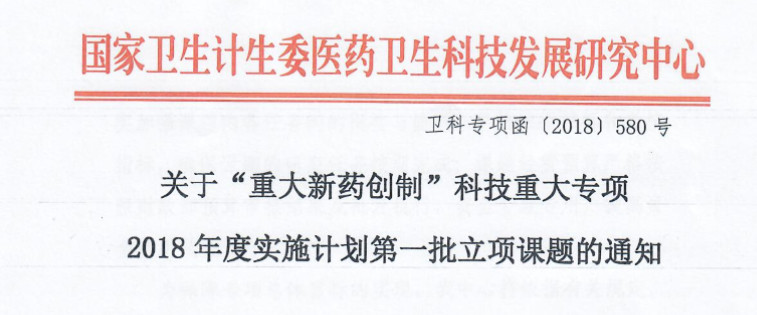 国家卫生计生委医药卫生科技发展研究中心
卫科专项函〔2018〕580号
关于“重大新药创制”科技重大专项
2018年度实施计划第一批立项课题的通知